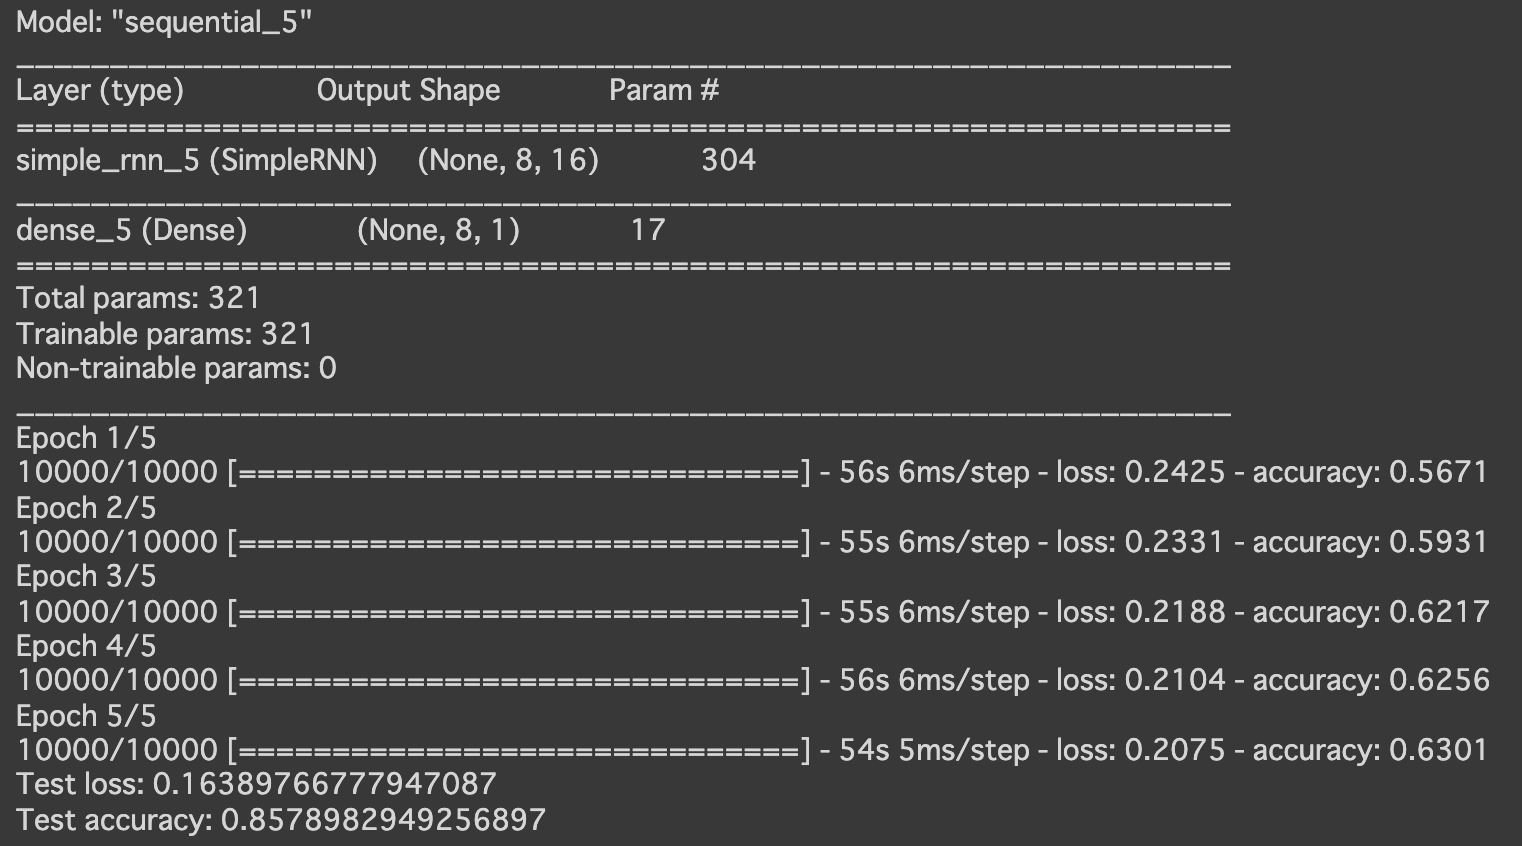 Model: "sequential_5"
_________________________________________________________________
Layer (type) Output Shape Param #
=================================================================
simple_rnn_5 (SimpleRNN) (None, 8, 16) 304
_________________________________________________________________
dense_5 (Dense) (None, 8, 1) 17
=================================================================
Total params: 321
Trainable params: 321
Non-trainable params: 0
_________________________________________________________________
Epoch 1/5
10000/10000 [==============================] - 56s 6ms/step - loss: 0.2425 - accuracy: 0.5671
Epoch 2/5
10000/10000 [==============================] - 55s 6ms/step - loss: 0.2331 - accuracy: 0.5931
Epoch 3/5
10000/10000 [==============================] - 55s 6ms/step - loss: 0.2188 - accuracy: 0.6217
Epoch 4/5
10000/10000 [==============================] - 56s 6ms/step - loss: 0.2104 - accuracy: 0.6256
Epoch 5/5
10000/10000 [==============================] - 54s 5ms/step - loss: 0.2075 - accuracy: 0.6301
Test loss: 0.16389766777947087
Test accuracy: 0.8578982949256897